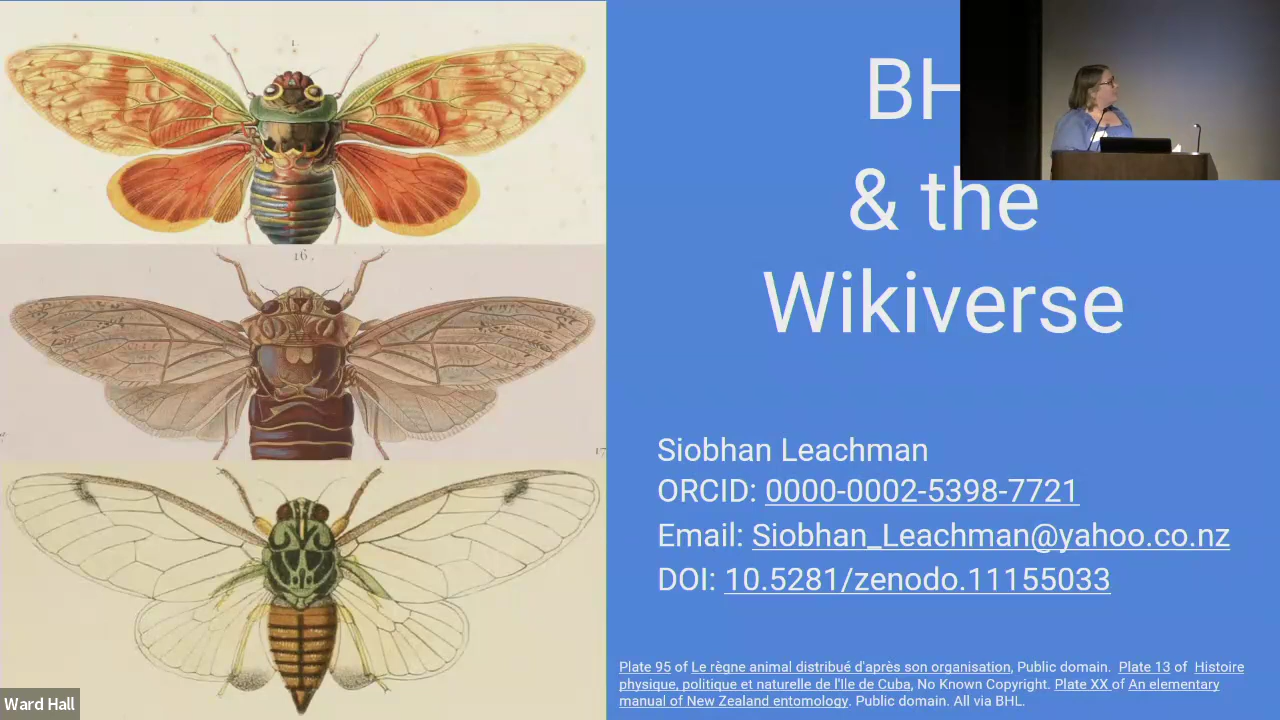 1.
16.
17
BH
& the
Wikiverse
Siobhan Leachman
ORCID: 0000-0002-5398-7721
Email: Siobhan_Leachman@yahoo.co.nz
DOI: 10.5281/zenodo.11155033
Plate 95 of Le règne animal distribué d'après son organisation, Public domain. Plate 13 of Histoire
physique, politique et naturelle de l'Ile de Cuba, No Known Copyright. Plate XX of An elementary
manual of New Zealand entomology. Public domain. All via BHL.
Ward Hall